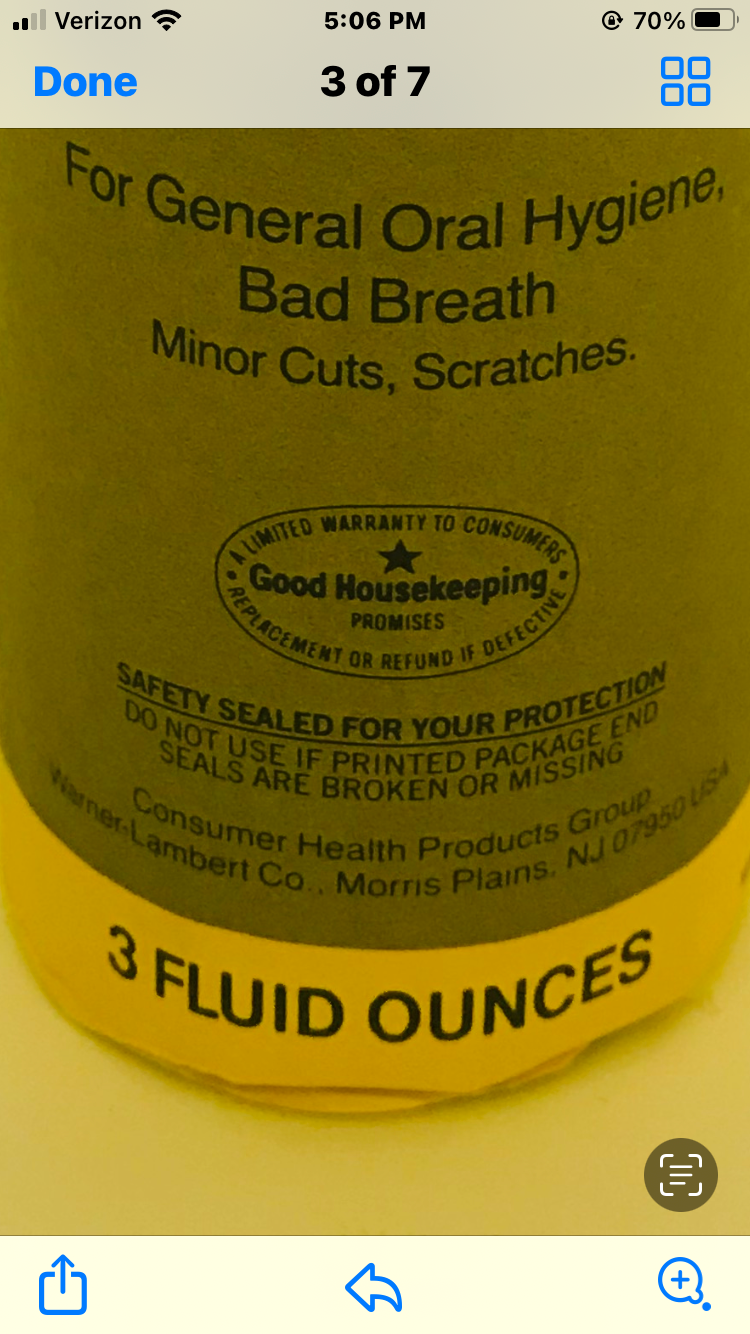 Verizon 5:06 PM 70%
Done 3 of 7
For General Oral Hygiene,
Bad Breath
Minor Cuts, Scratches.
A LIMITED WARRANTY TO CONSUMERS
Good Housekeeping
PROMISES
REPLACEMENT OR REFUND IF DEFECTIVE
SAFETY SEALED FOR YOUR PROTECTION
DO NOT USE IF PRINTED PACKAGE END
SEALS ARE BROKEN OR MISSING
Consumer Health Products Group
Warner-Lambert Co., Morris Plains, NJ 07950 USA
3 FLUID OUNCES